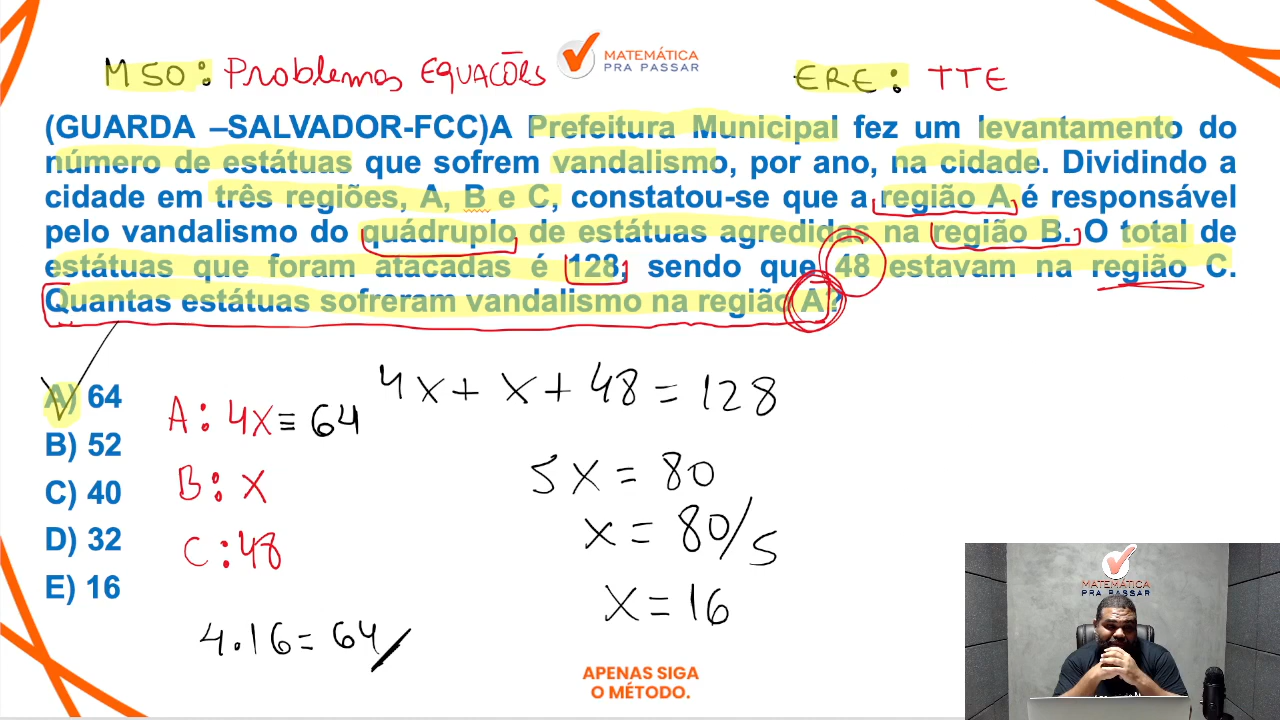 MSO: Problemas EQUAÇÕES
MATEMÁTICA
PRA PASSAR
ERE: TTE
(GUARDA –SALVADOR-FCC)A Prefeitura Municipal fez um levantamento do
número de estátuas que sofrem vandalismo, por ano, na cidade. Dividindo a
cidade em três regiões, A, B e C, constatou-se que a região A é responsável
pelo vandalismo do quádruplo de estátuas agredidas na região B. O total de
estátuas que foram atacadas é 128, sendo que 48 estavam na região C.
Quantas estátuas sofreram vandalismo na região A?
A) 64
B) 52
C) 40
D) 32
E) 16
A: 4x = 64
B: x
C: 48
4.16 = 64
4x + x + 48 = 128
5x = 80
x = 80/5
x = 16
MATEMÁTICA
PRA PASSAR
APENAS SIGA
O MÉTODO.